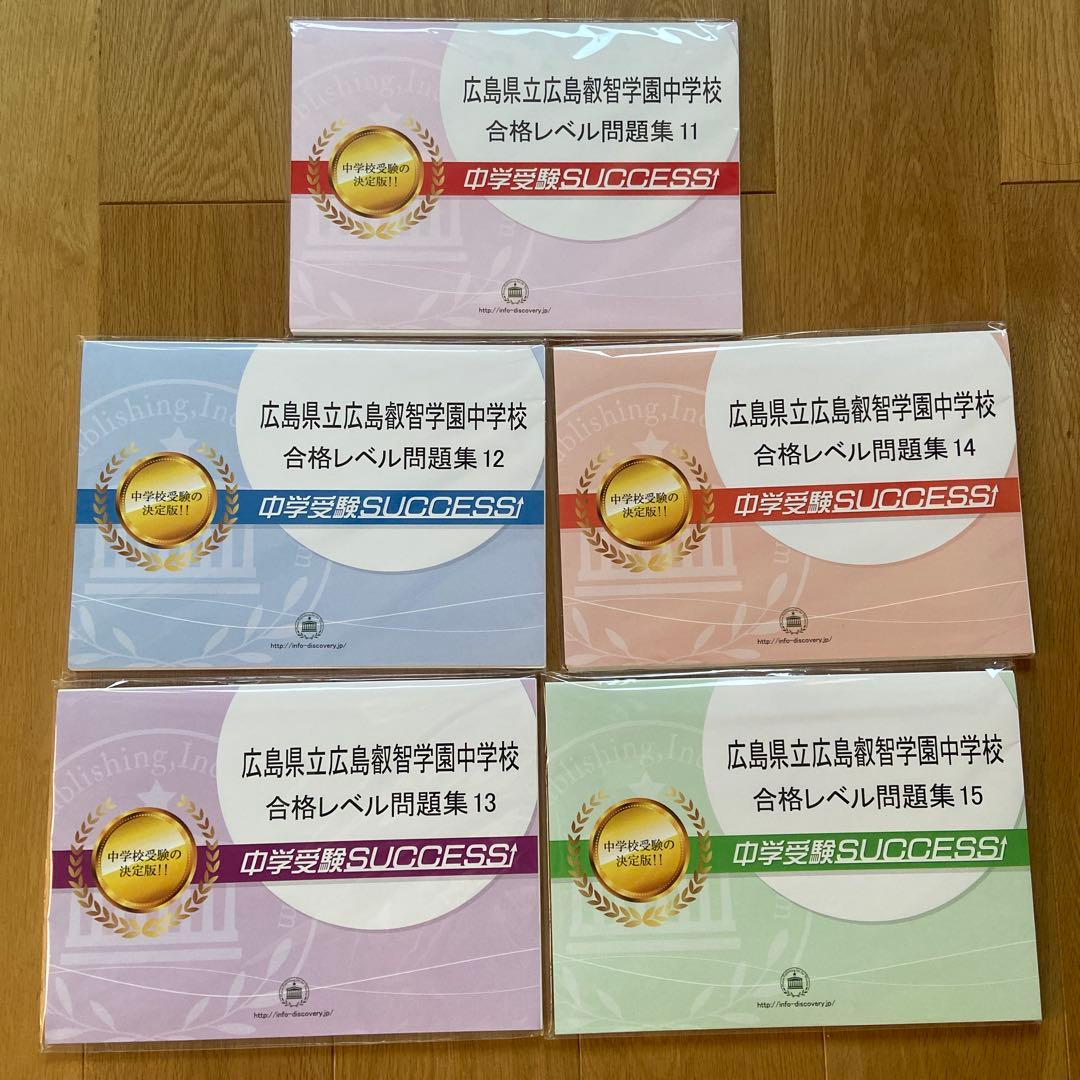 ublishing,Inc
広島県立広島叡智学園中学校
合格レベル問題集 11
中学校受験の
決定版!!
中学受験SUCCESS
http://info-discovery.jp/
ublishing,Inc
広島県立広島叡智学園中学校
合格レベル問題集 12
中学校受験の
決定版!!
中学受験SUCCESS
http://info-discovery.jp/
ublishing,Inc
広島県立広島叡智学園中学校
合格レベル問題集 14
中学校受験の
決定版!!
中学受験SUCCESS
http://info-discovery.jp/
ublishing,Inc
広島県立広島叡智学園中学校
合格レベル問題集 13
中学校受験の
決定版!!
中学受験SUCCESS
http://info-discovery.jp/
ublishing,Inc
広島県立広島叡智学園中学校
合格レベル問題集 15
中学校受験の
決定版!!
中学受験SUCCESS
http://info-discovery.jp/